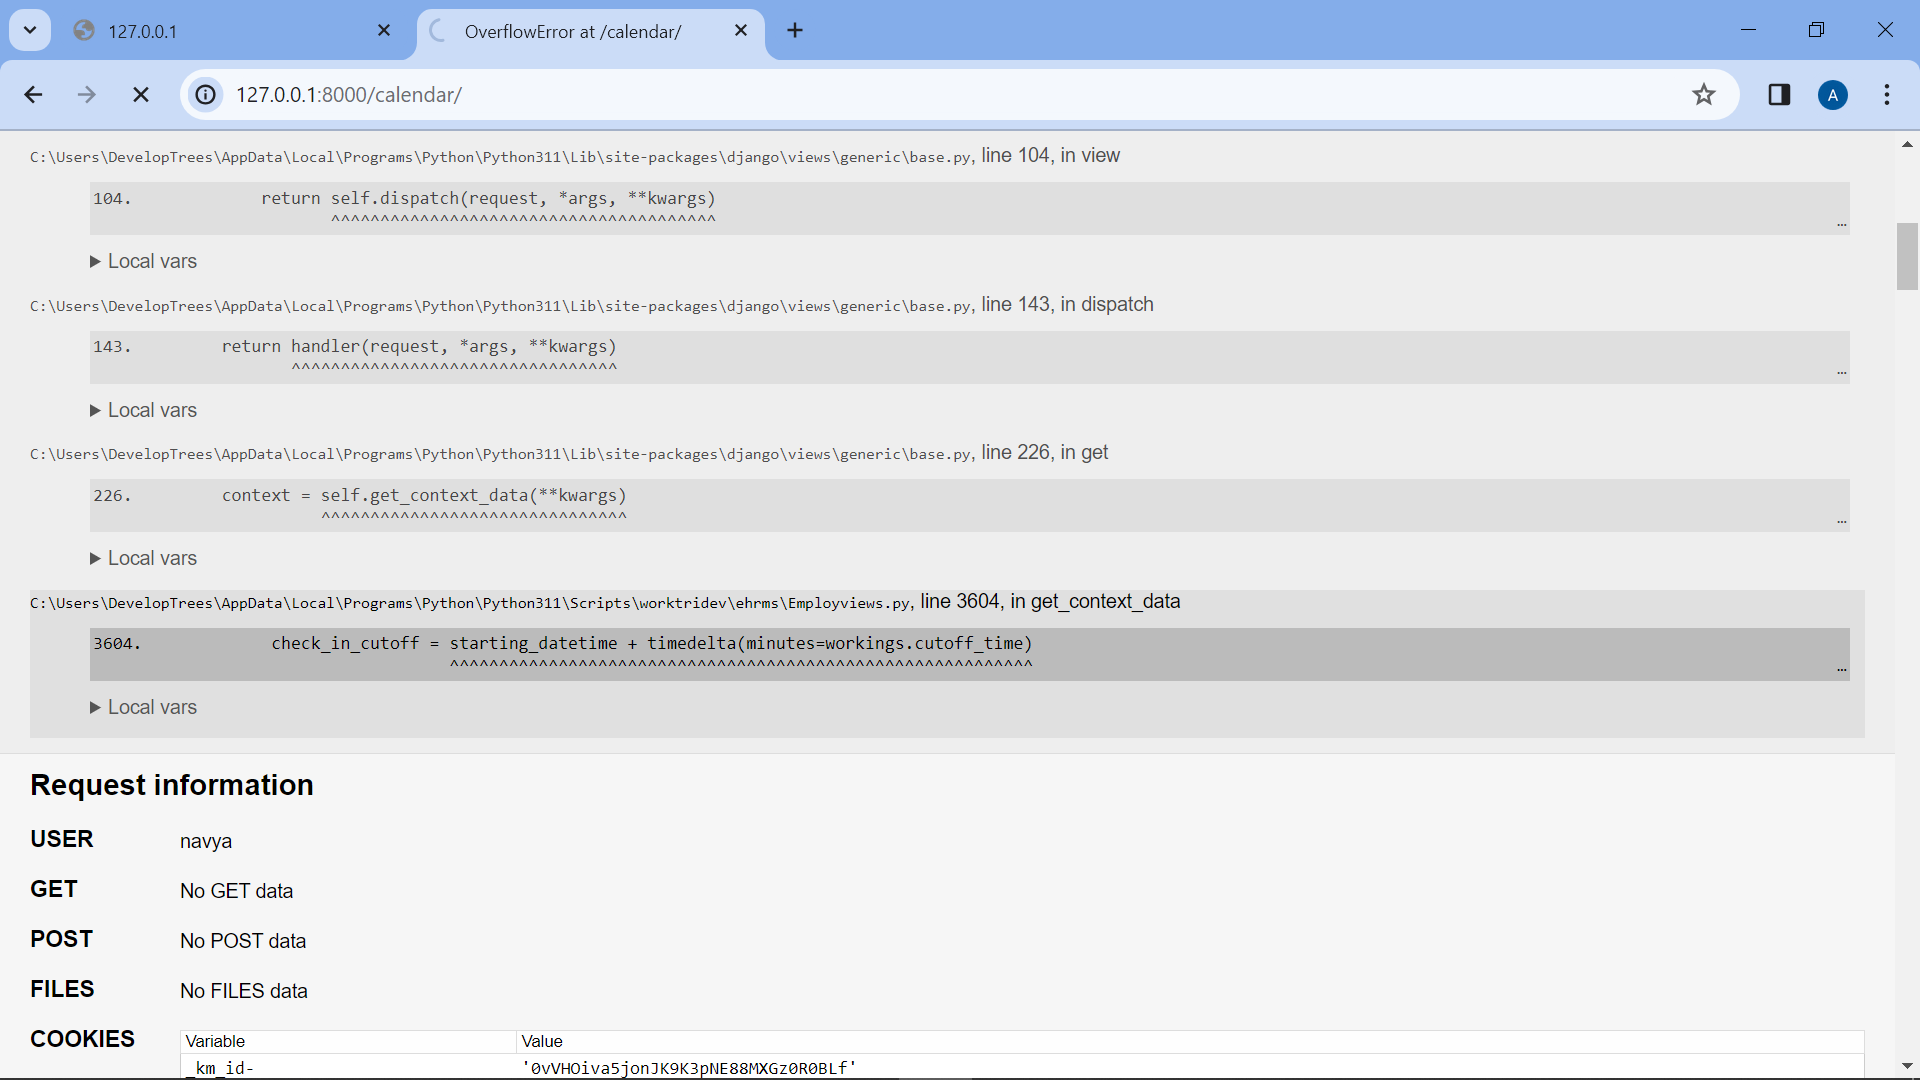 127.0.0.1
OverflowError at /calendar/
127.0.0.1:8000/calendar/
A
C:\Users\DevelopTrees\AppData\Local\Programs\Python\Python311\Lib\site-packages\django\views\generic\base.py, line 104, in view
104. return self.dispatch(request, *args, **kwargs)
^^^^^^^^^^^^^^^^^^^^^^^^^^^^^^^^^^^^^^^
…
▶ Local vars
C:\Users\DevelopTrees\AppData\Local\Programs\Python\Python311\Lib\site-packages\django\views\generic\base.py, line 143, in dispatch
143. return handler(request, *args, **kwargs)
^^^^^^^^^^^^^^^^^^^^^^^^^^^^^^^^^
…
▶ Local vars
C:\Users\DevelopTrees\AppData\Local\Programs\Python\Python311\Lib\site-packages\django\views\generic\base.py, line 226, in get
226. context = self.get_context_data(**kwargs)
^^^^^^^^^^^^^^^^^^^^^^^^^^^^^^^
…
▶ Local vars
C:\Users\DevelopTrees\AppData\Local\Programs\Python\Python311\Scripts\worktridev\ehrms\Employviews.py, line 3604, in get_context_data
3604. check_in_cutoff = starting_datetime + timedelta(minutes=workings.cutoff_time)
^^^^^^^^^^^^^^^^^^^^^^^^^^^^^^^^^^^^^^^^^^^^^^^^^^^^^^^^^^^
…
▶ Local vars
Request information
USER navya
GET No GET data
POST No POST data
FILES No FILES data
COOKIES Variable Value
_km_id- '0vVHOiva5jonJK9K3pNE88MXGz0R0BLf'